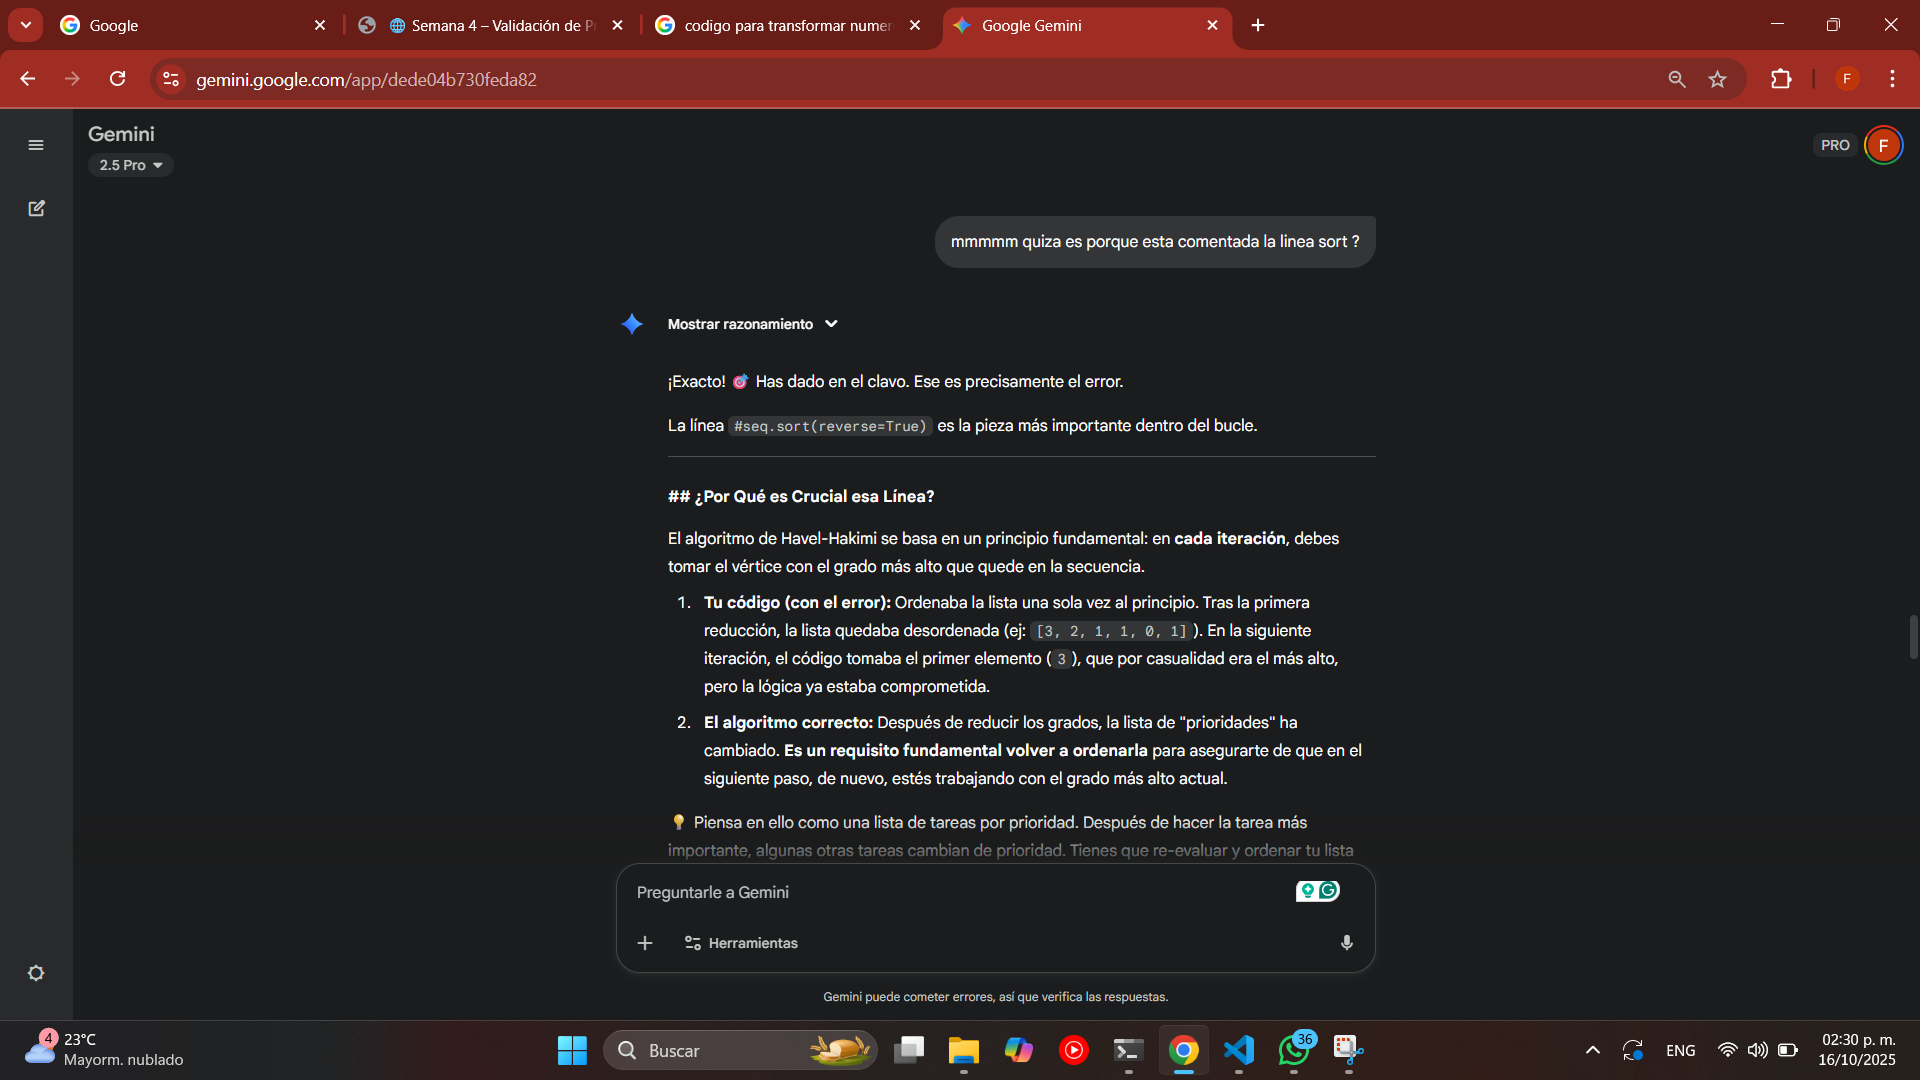 Google
Semana 4 – Validación de P
codigo para transformar numer
Google Gemini
gemini.google.com/app/dede04b730feda82
F
Gemini
2.5 Pro
PRO
F
mmmmm quiza es porque esta comentada la linea sort ?
Mostrar razonamiento
¡Exacto! 🎯 Has dado en el clavo. Ese es precisamente el error.
La línea #seq.sort(reverse=True) es la pieza más importante dentro del bucle.
## ¿Por Qué es Crucial esa Línea?
El algoritmo de Havel-Hakimi se basa en un principio fundamental: en cada iteración, debes
tomar el vértice con el grado más alto que quede en la secuencia.
1. Tu código (con el error): Ordenaba la lista una sola vez al principio. Tras la primera
reducción, la lista quedaba desordenada (ej: [3, 2, 1, 1, 0, 1] ). En la siguiente
iteración, el código tomaba el primer elemento ( 3 ), que por casualidad era el más alto,
pero la lógica ya estaba comprometida.
2. El algoritmo correcto: Después de reducir los grados, la lista de "prioridades" ha
cambiado. Es un requisito fundamental volver a ordenarla para asegurarte de que en el
siguiente paso, de nuevo, estés trabajando con el grado más alto actual.
💡 Piensa en ello como una lista de tareas por prioridad. Después de hacer la tarea más
importante, algunas otras tareas cambian de prioridad. Tienes que re-evaluar y ordenar tu lista
Preguntarle a Gemini
Herramientas
Gemini puede cometer errores, así que verifica las respuestas.
4
23°C
Mayorm. nublado
Buscar
36
ENG
02:30 p. m.
16/10/2025